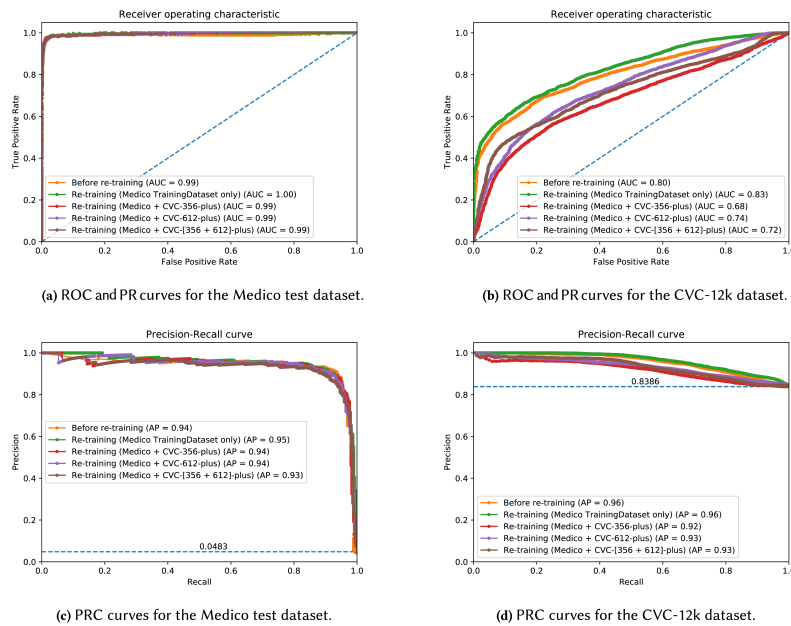 Receiver operating characteristic
1.0
0.8
0.6
0.4
0.2
0.0
True Positive Rate
Before re-training (AUC = 0.99)
Re-training (Medico TrainingDataset only) (AUC = 1.00)
Re-training (Medico + CVC-356-plus) (AUC = 0.99)
Re-training (Medico + CVC-612-plus) (AUC = 0.99)
Re-training (Medico + CVC-[356 + 612]-plus) (AUC = 0.99)
0.0 0.2 0.4 0.6 0.8 1.0
False Positive Rate
(a) ROC and PR curves for the Medico test dataset.
Receiver operating characteristic
1.0
0.8
0.6
0.4
0.2
0.0
True Positive Rate
Before re-training (AUC = 0.80)
Re-training (Medico TrainingDataset only) (AUC = 0.83)
Re-training (Medico + CVC-356-plus) (AUC = 0.68)
Re-training (Medico + CVC-612-plus) (AUC = 0.74)
Re-training (Medico + CVC-[356 + 612]-plus) (AUC = 0.72)
0.0 0.2 0.4 0.6 0.8 1.0
False Positive Rate
(b) ROC and PR curves for the CVC-12k dataset.
Precision-Recall curve
1.0
0.8
0.6
0.4
0.2
0.0
Precision
Before re-training (AP = 0.94)
Re-training (Medico TrainingDataset only) (AP = 0.95)
Re-training (Medico + CVC-356-plus) (AP = 0.94)
Re-training (Medico + CVC-612-plus) (AP = 0.94)
Re-training (Medico + CVC-[356 + 612]-plus) (AP = 0.93)
0.0483
0.0 0.2 0.4 0.6 0.8 1.0
Recall
(c) PRC curves for the Medico test dataset.
Precision-Recall curve
1.0
0.8
0.6
0.4
0.2
0.0
Precision
0.8386
Before re-training (AP = 0.96)
Re-training (Medico TrainingDataset only) (AP = 0.96)
Re-training (Medico + CVC-356-plus) (AP = 0.92)
Re-training (Medico + CVC-612-plus) (AP = 0.93)
Re-training (Medico + CVC-[356 + 612]-plus) (AP = 0.93)
0.0 0.2 0.4 0.6 0.8
Recall
(d) PRC curves for the CVC-12k dataset.